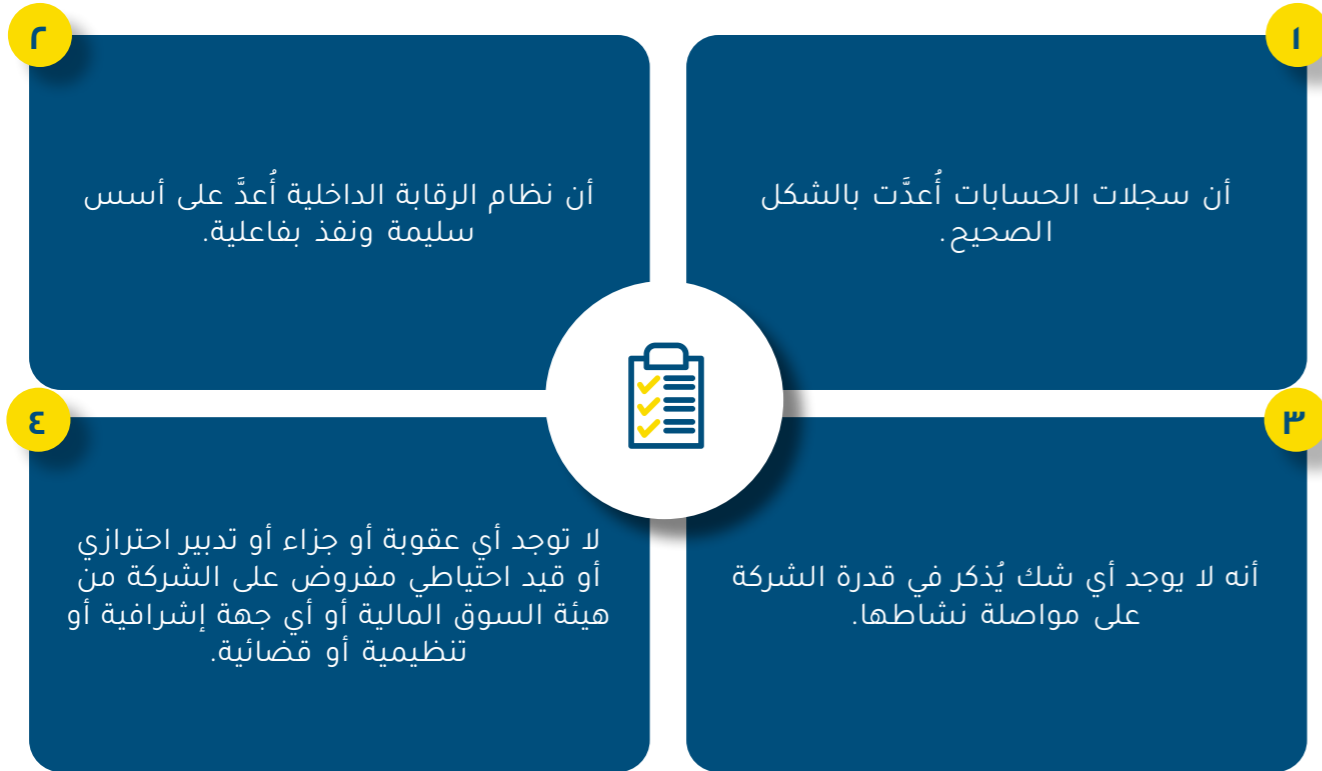 ١
أن سجلات الحسابات أُعدَّت بالشكل
الصحيح.
٢
أن نظام الرقابة الداخلية أُعدَّ على أسس
سليمة ونفذ بفاعلية.
٣
أنه لا يوجد أي شك يُذكر في قدرة الشركة
على مواصلة نشاطها.
٤
لا توجد أي عقوبة أو جزاء أو تدبير احترازي
أو قيد احتياطي مفروض على الشركة من
هيئة السوق المالية أو أي جهة إشرافية أو
تنظيمية أو قضائية.